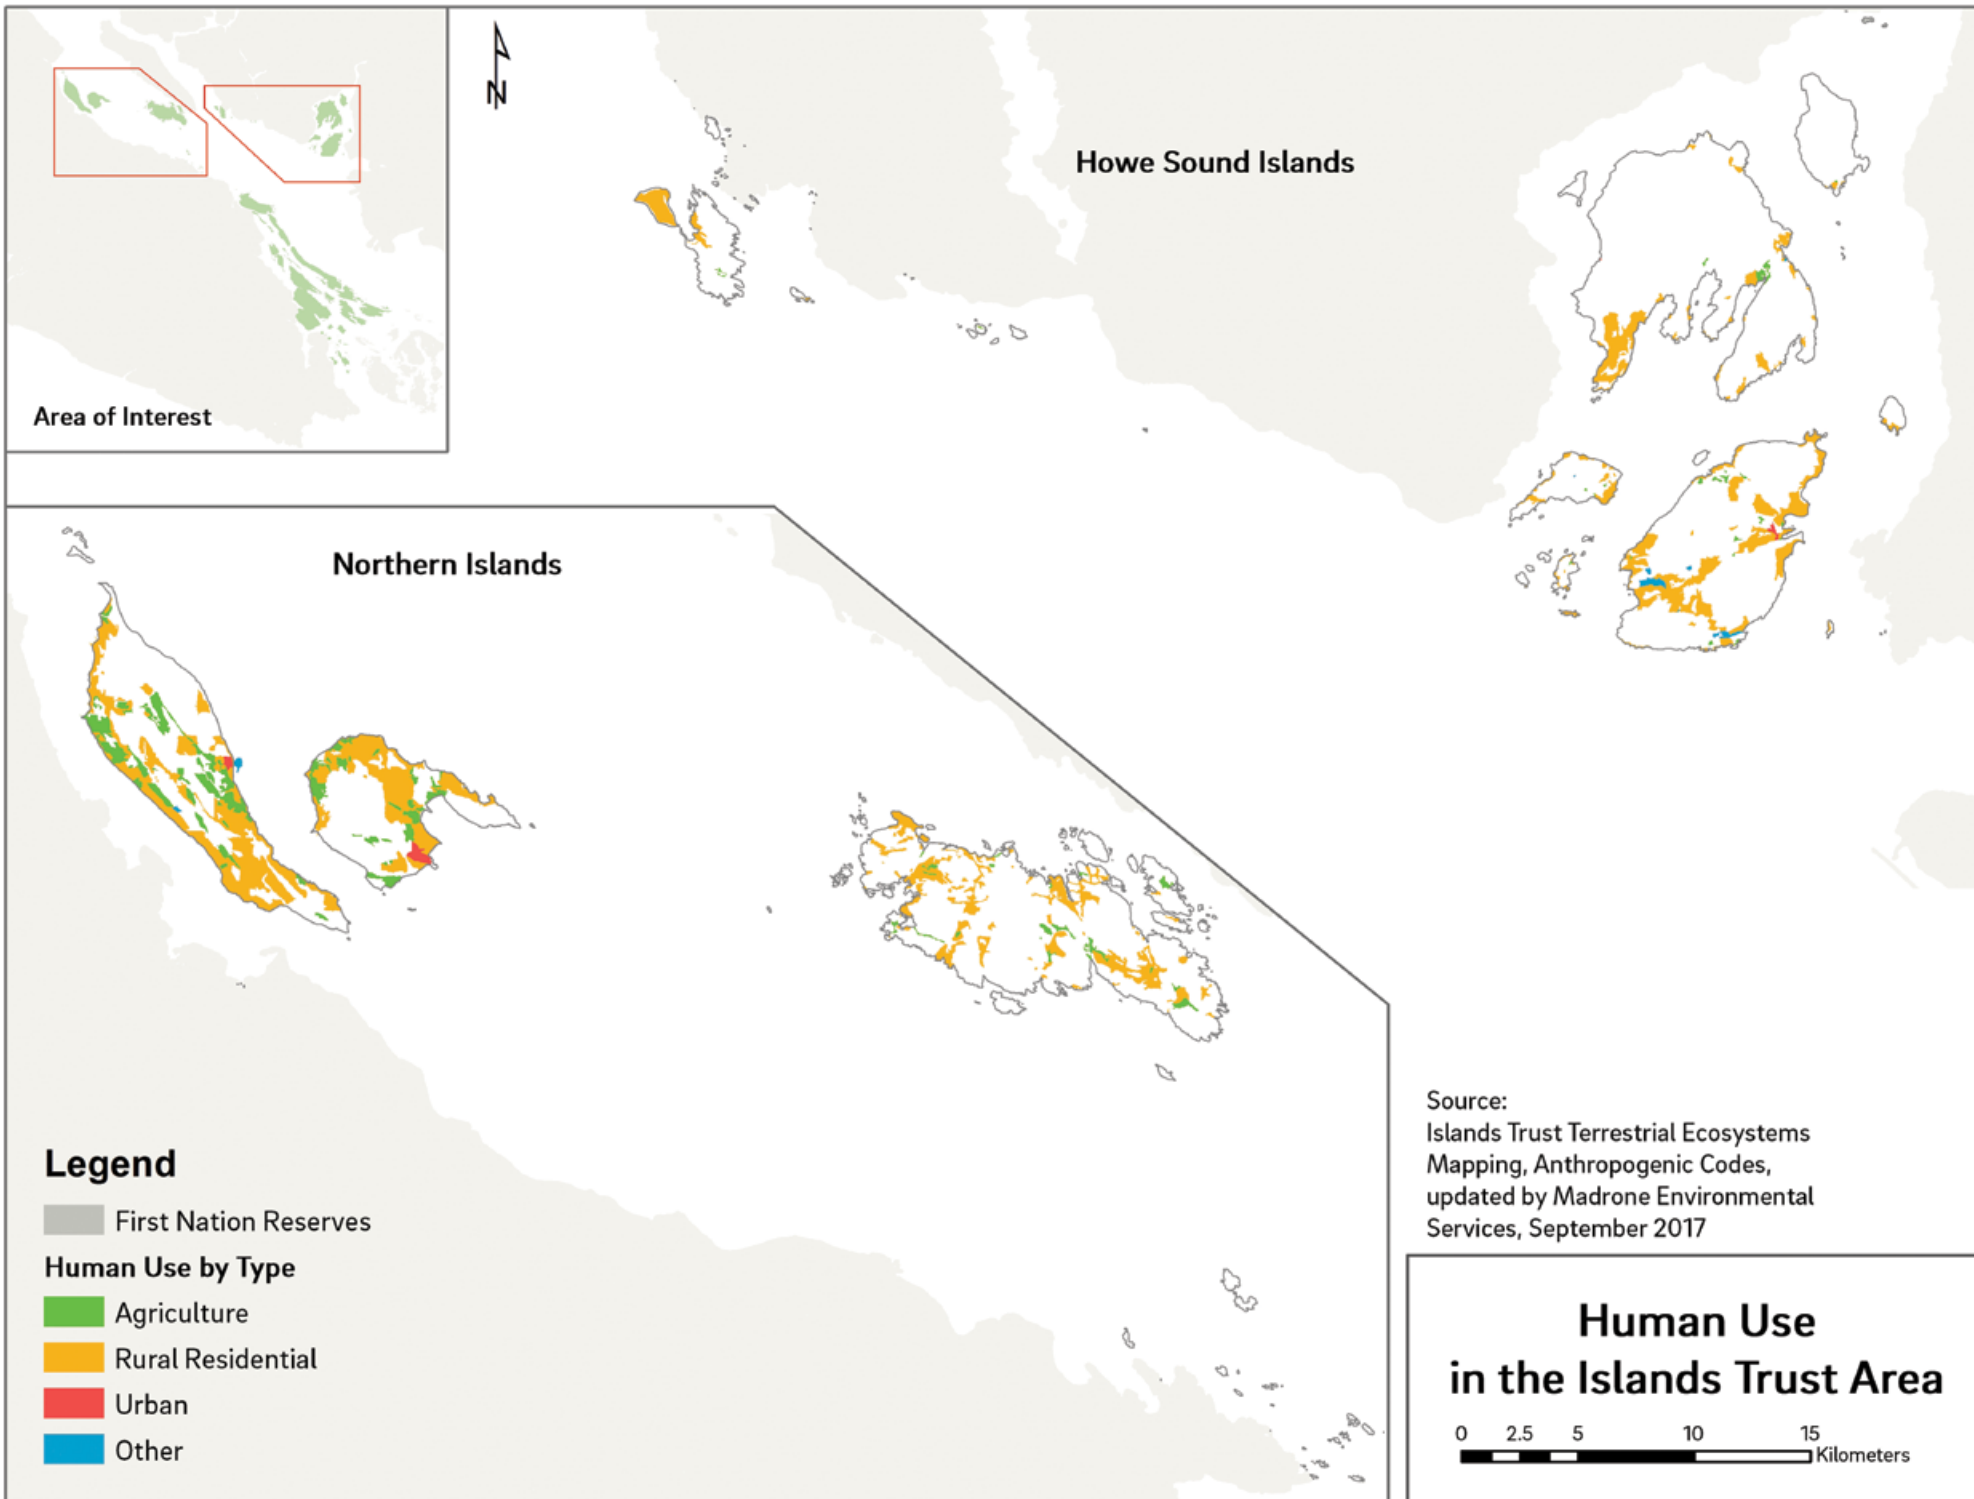 N
Howe Sound Islands
Area of Interest
Northern Islands
Legend
First Nation Reserves
Human Use by Type
Agriculture
Rural Residential
Urban
Other
Source:
Islands Trust Terrestrial Ecosystems
Mapping, Anthropogenic Codes,
updated by Madrone Environmental
Services, September 2017
Human Use
in the Islands Trust Area
0 2.5 5 10 15
Kilometers